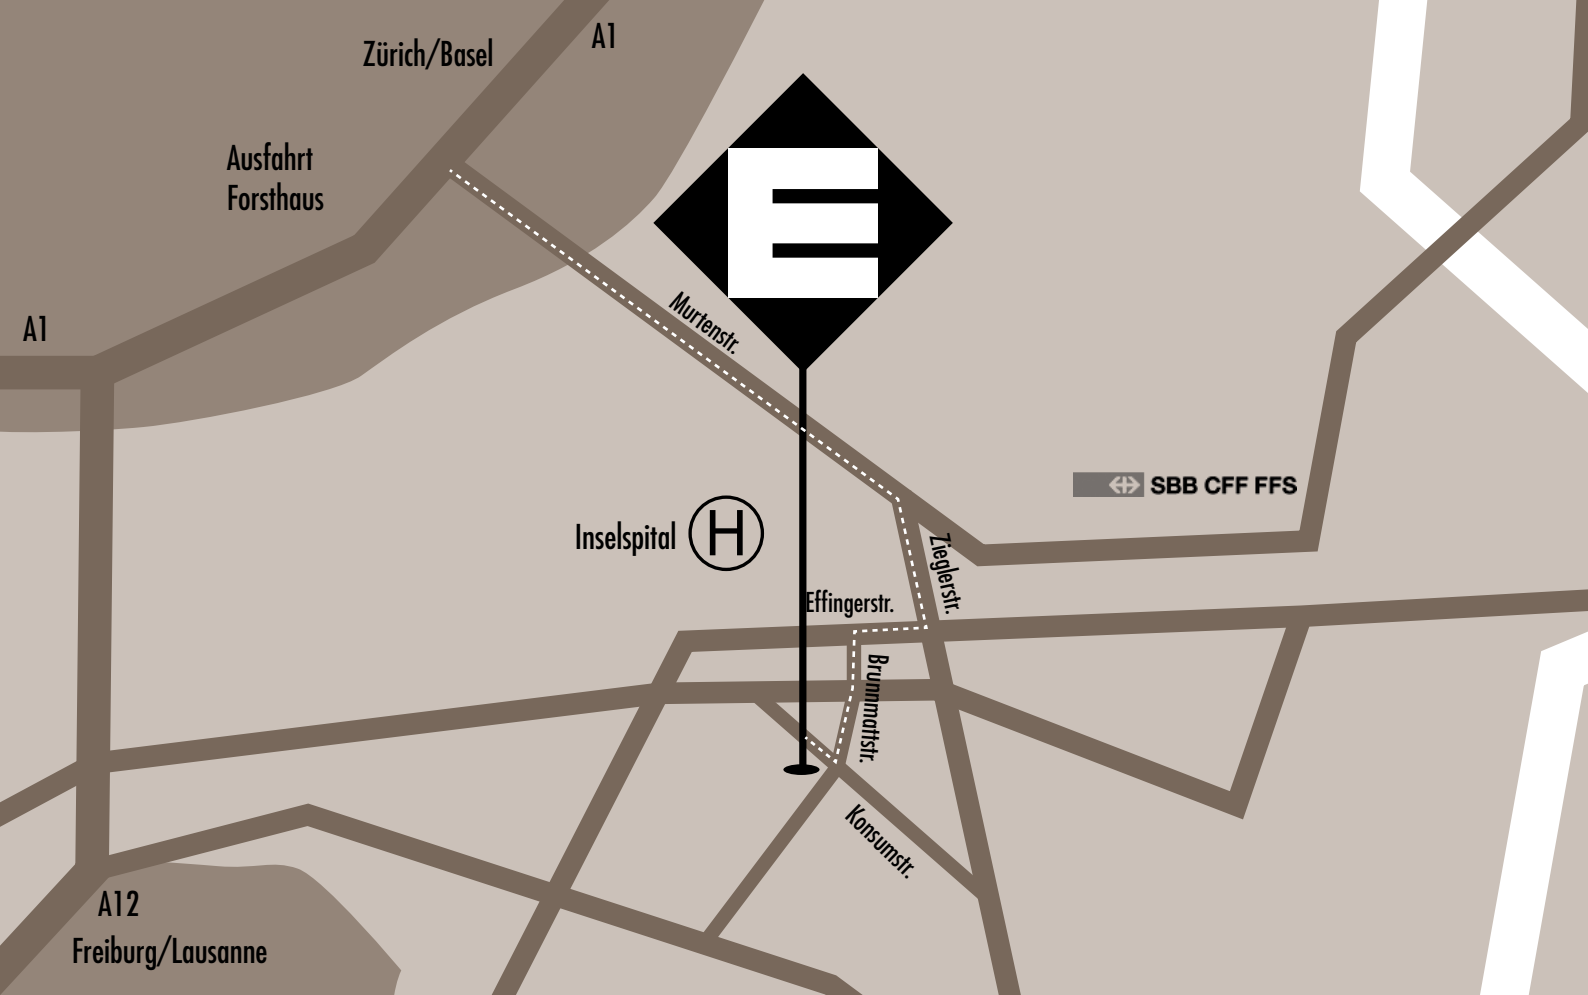 A1
Zürich/Basel
Ausfahrt
Forsthaus
A1
E
Murtenstr.
SBB CFF FFS
Inselspital H
Zieglerstr.
Effingerstr.
Brunnmattstr.
Konsumstr.
A12
Freiburg/Lausanne